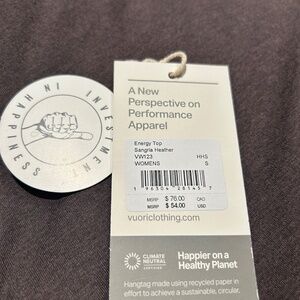 INVESTMENT IN HAPPINESS
A New
Perspective on
Performance
Apparel
Energy Top
Sangria Heather
VW123 HHS
WOMENS S
MSRP $ 76.00 CAD
MSRP $ 54.00 USD
vuoriclothing.com
CLIMATE
NEUTRAL
CERTIFIED
Happier on a
Healthy Planet
Hangtag made using recycled paper in
effort to achieve a sustainable, circular,